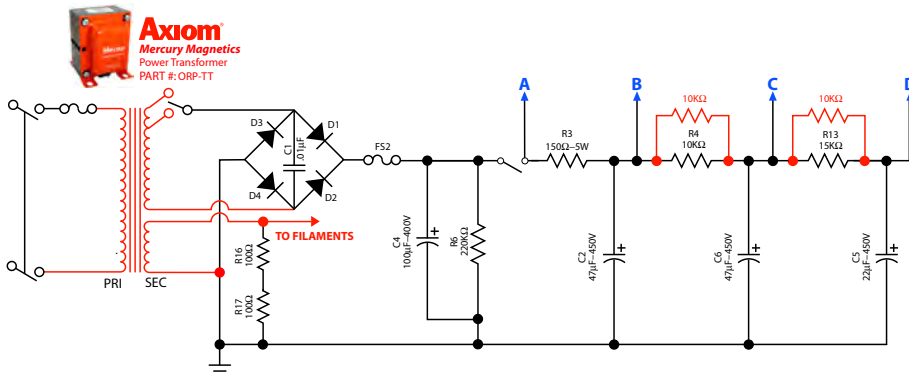 AXIOM®
Mercury Magnetics
Power Transformer
PART #: ORP-TT
A
B
C
D
10KΩ
10KΩ
D3
D1
C1
.01µF
FS2
R3
150Ω–5W
R4
10KΩ
R13
15KΩ
D4
D2
TO FILAMENTS
C4
100µF–400V
R6
220KΩ
C2
47µF–450V
C6
47µF–450V
C5
22µF–450V
+
+
+
+
R16
100Ω
PRI
SEC
R17
100Ω